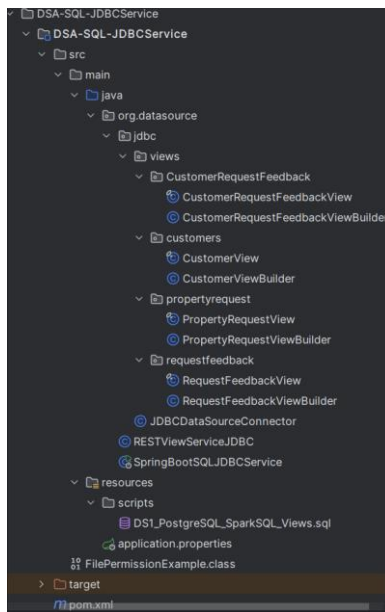 DSA-SQL-JDBCService
DSA-SQL-JDBCService
src
main
java
org.datasource
jdbc
views
CustomerRequestFeedback
CustomerRequestFeedbackView
CustomerRequestFeedbackViewBuilde
customers
CustomerView
CustomerViewBuilder
propertyrequest
PropertyRequestView
PropertyRequestViewBuilder
requestfeedback
RequestFeedbackView
RequestFeedbackViewBuilder
JDBCDataSourceConnector
RESTViewServiceJDBC
SpringBootSQLJDBCService
resources
scripts
DS1_PostgreSQL_SparkSQL_Views.sql
application.properties
FilePermissionExample.class
target
pom.xml